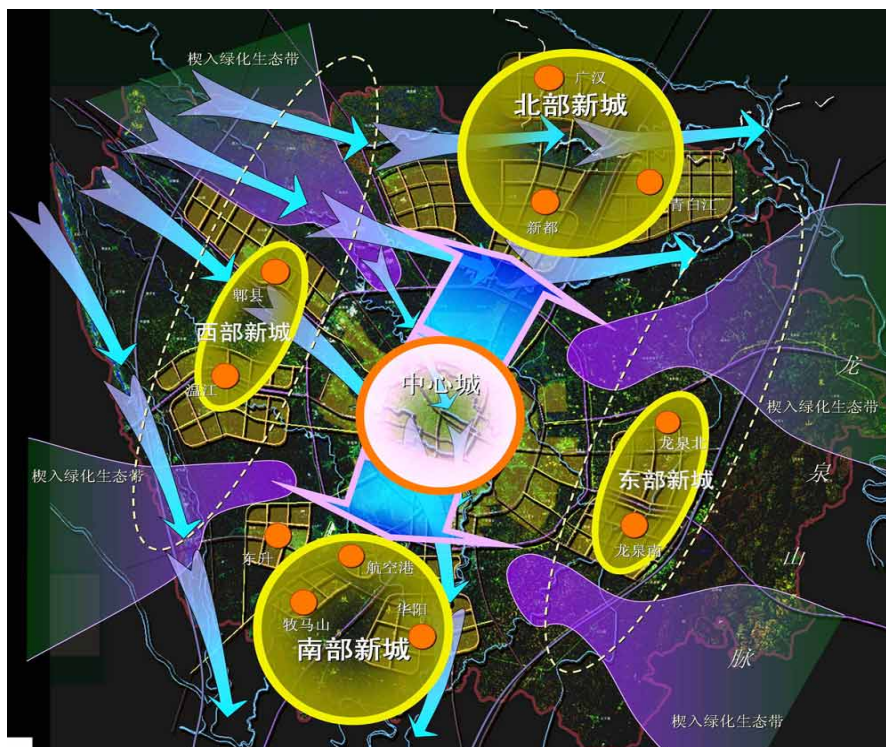 楔入绿化生态带
广汉
北部新城
青白江
新都
郫县
西部新城
温江
中心城
龙
泉
山
脉
楔入绿化生态带
龙泉北
东部新城
龙泉南
楔入绿化生态带
东升
航空港
牧马山
华阳
南部新城
楔入绿化生态带